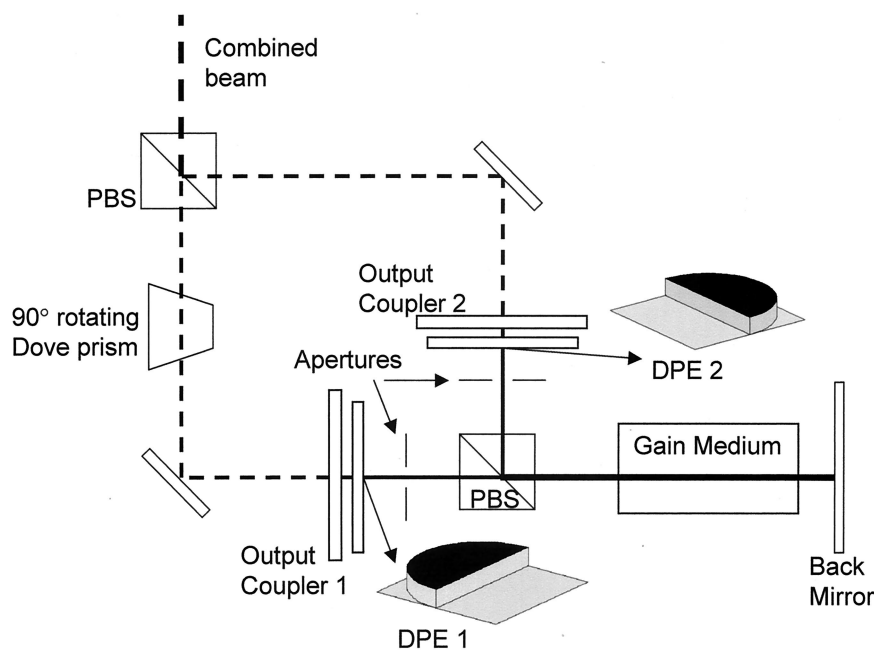 Combined
beam
PBS
Output
Coupler 2
90° rotating
Dove prism
Apertures
DPE 2
Gain Medium
PBS
Output
Coupler 1
Back
Mirror
DPE 1